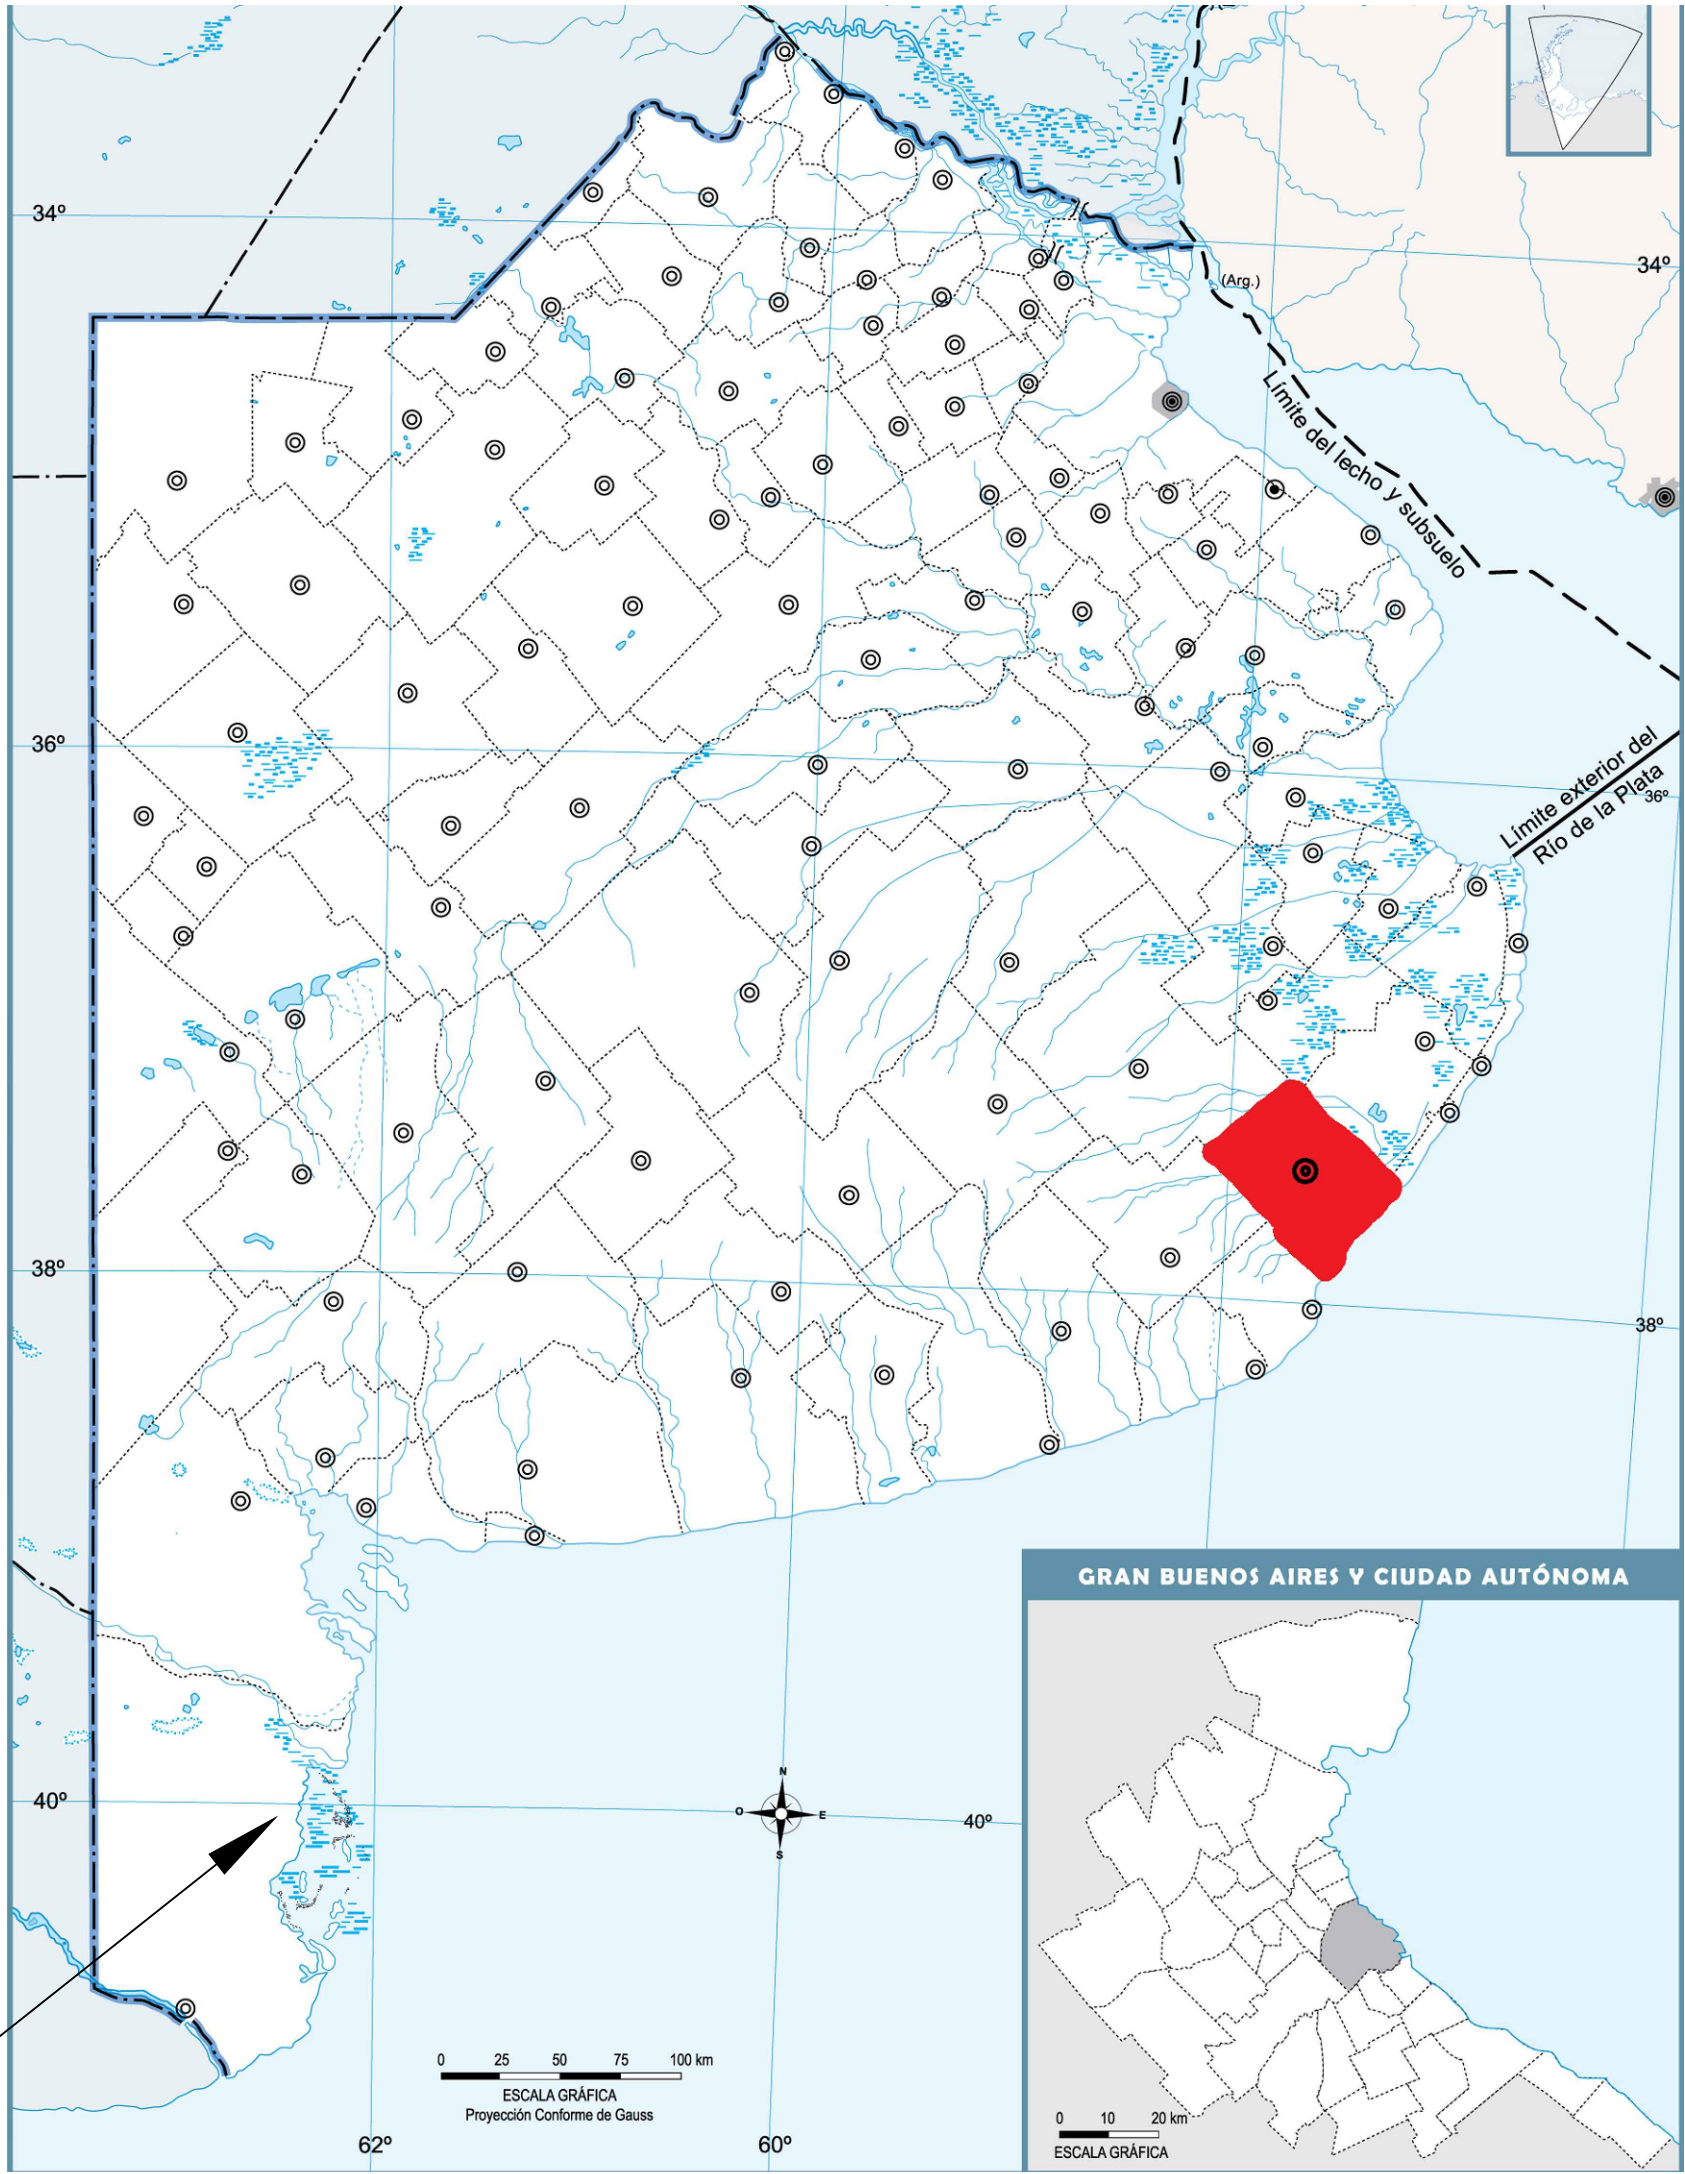 34º
34º
(Arg.)
Límite del lecho y subsuelo
36º
Límite exterior del
Río de la Plata
36º
38º
38º
GRAN BUENOS AIRES Y CIUDAD AUTÓNOMA
N
O
E
S
40º
40º
0 25 50 75 100 km
ESCALA GRÁFICA
Proyección Conforme de Gauss
0 10 20 km
ESCALA GRÁFICA
62º
60º